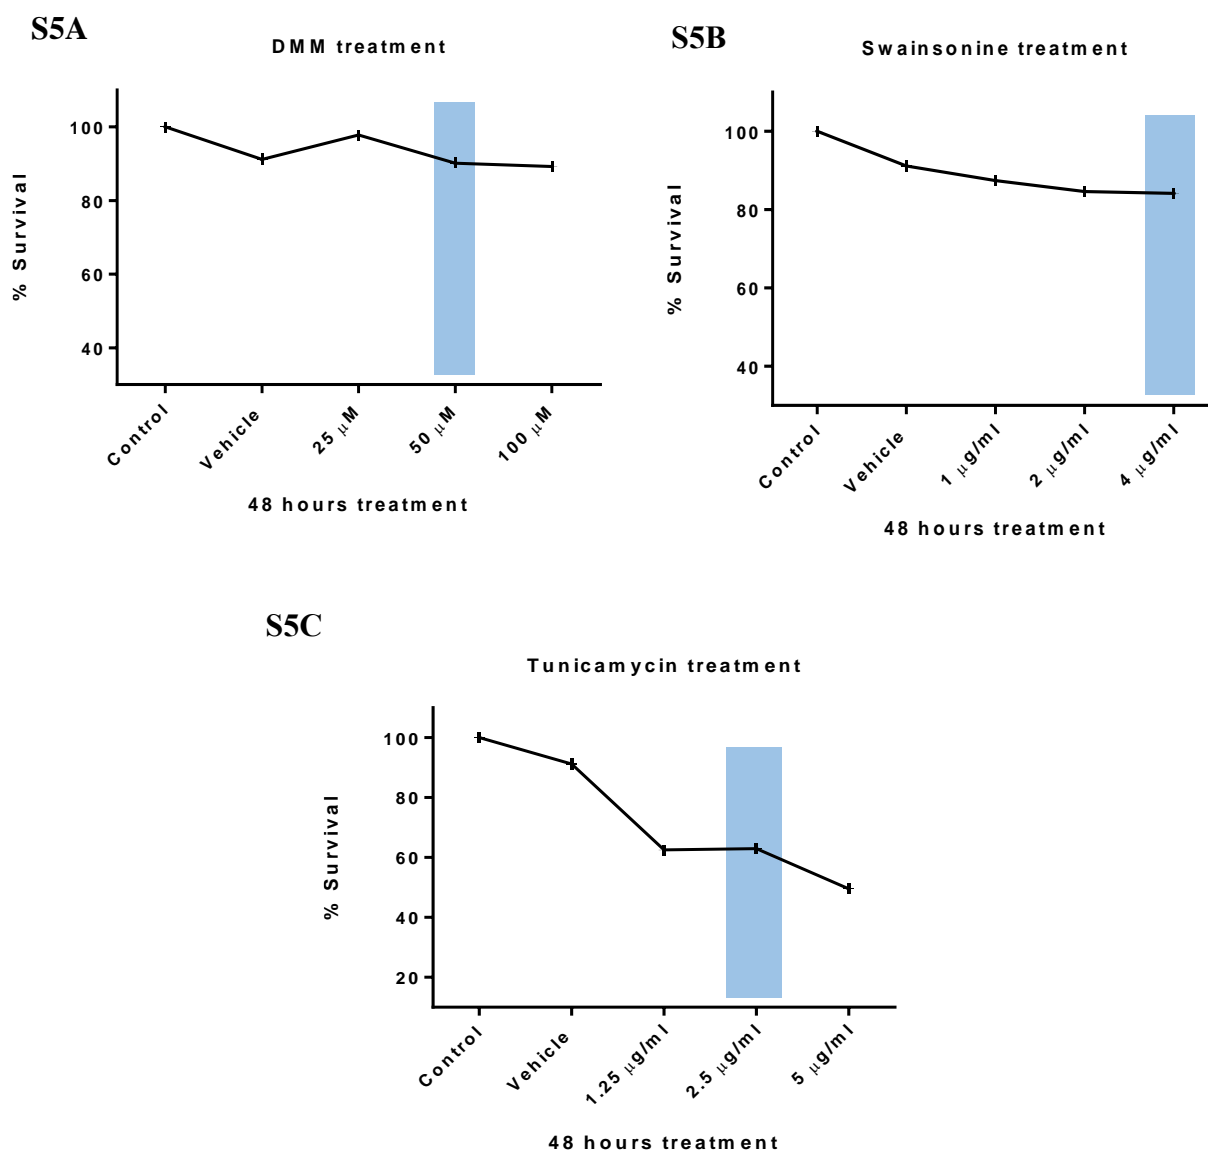 S5A
DMM treatment
% Survival
100
80
60
40
Control
Vehicle
25 μM
50 μM
100 μM
48 hours treatment
S5B
Swainsonine treatment
% Survival
100
80
60
40
Control
Vehicle
1 μg/ml
2 μg/ml
4 μg/ml
48 hours treatment
S5C
Tunicamycin treatment
% Survival
100
80
60
40
20
Control
Vehicle
1.25 μg/ml
2.5 μg/ml
5 μg/ml
48 hours treatment